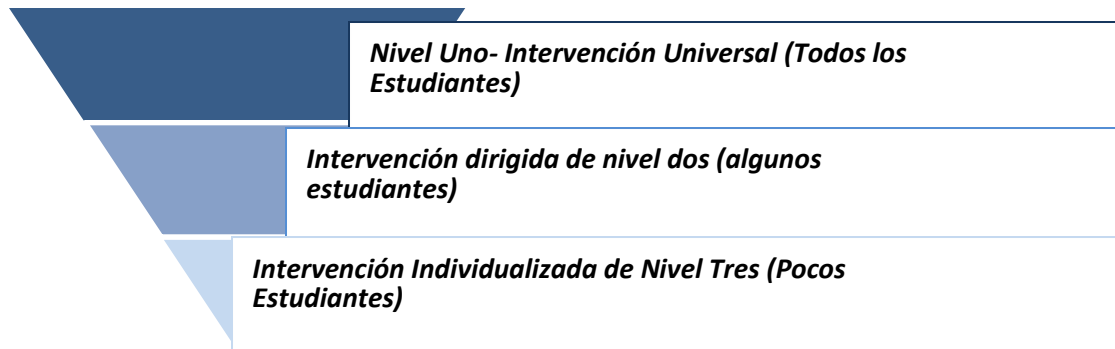 Nivel Uno- Intervención Universal (Todos los
Estudiantes)
Intervención dirigida de nivel dos (algunos
estudiantes)
Intervención Individualizada de Nivel Tres (Pocos
Estudiantes)